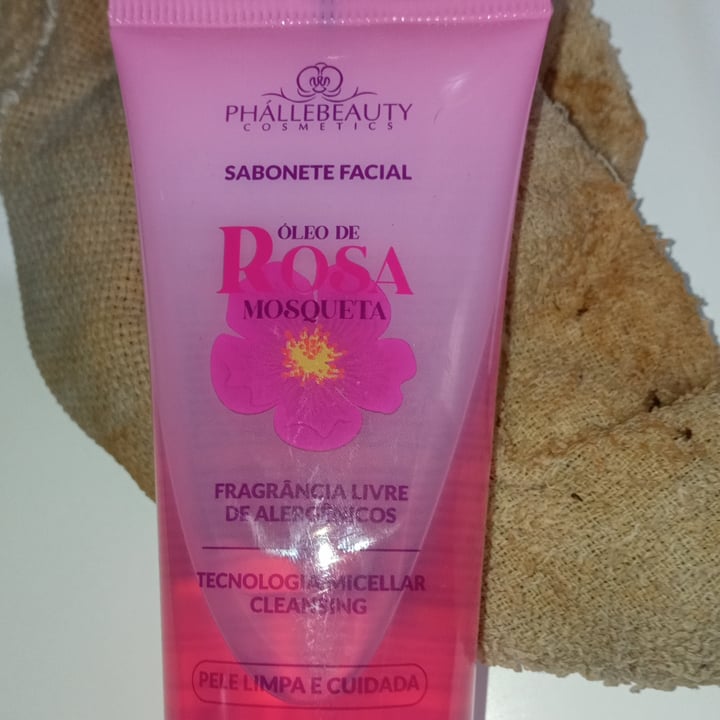 PHÁLLEBEAUTY
COSMETICS
SABONETE FACIAL
ÓLEO DE
ROSA
MOSQUETA
FRAGRÂNCIA LIVRE
DE ALERGÊNICOS
TECNOLOGIA MICELLAR
CLEANSING
PELE LIMPA E CUIDADA